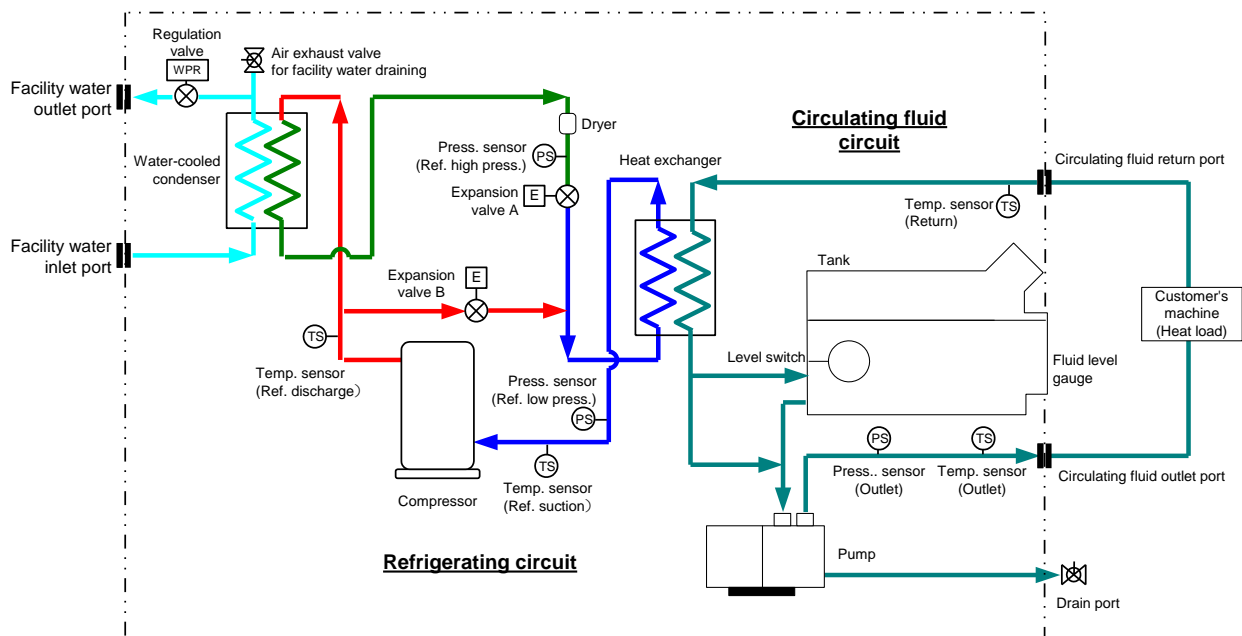 Regulation
valve
WPR
Air exhaust valve
for facility water draining
Facility water
outlet port
Water-cooled
condenser
Facility water
inlet port
Dryer
Press. sensor
(Ref. high press.)
PS
Expansion
valve A
E
Expansion
valve B
E
TS
Temp. sensor
(Ref. discharge)
Compressor
Press. sensor
(Ref. low press.)
PS
TS
Temp. sensor
(Ref. suction)
Refrigerating circuit
Heat exchanger
Circulating fluid
circuit
Circulating fluid return port
Temp. sensor
(Return)
TS
Tank
Level switch
Customer's
machine
(Heat load)
Fluid level
gauge
PS
Press.. sensor
(Outlet)
TS
Temp. sensor
(Outlet)
Circulating fluid outlet port
Pump
Drain port